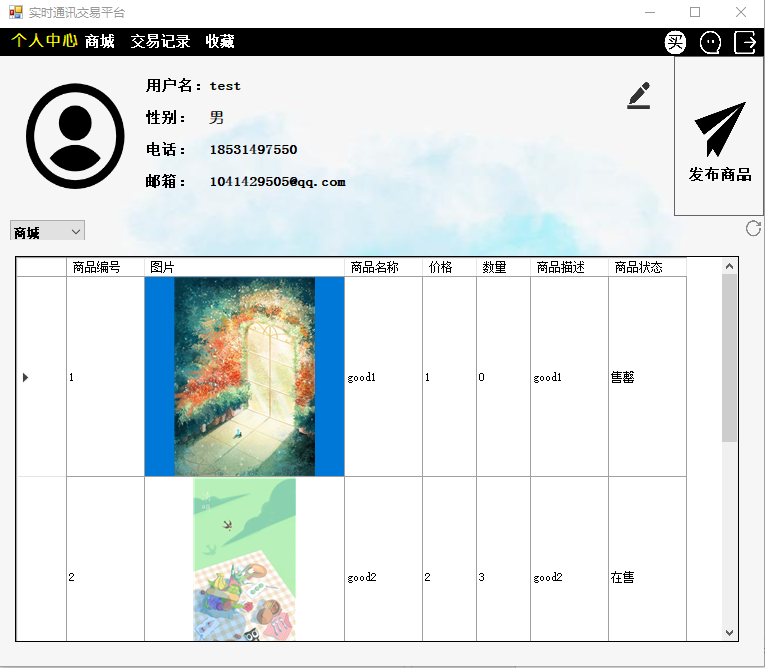 实时通讯交易平台
个人中心 商城 交易记录 收藏 买
用户名：test
性别： 男
电话： 18531497550
邮箱： 1041429505@qq.com
发布商品
商城
商品编号 图片 商品名称 价格 数量 商品描述 商品状态
1 good1 1 0 good1 售罄
2 good2 2 3 good2 在售